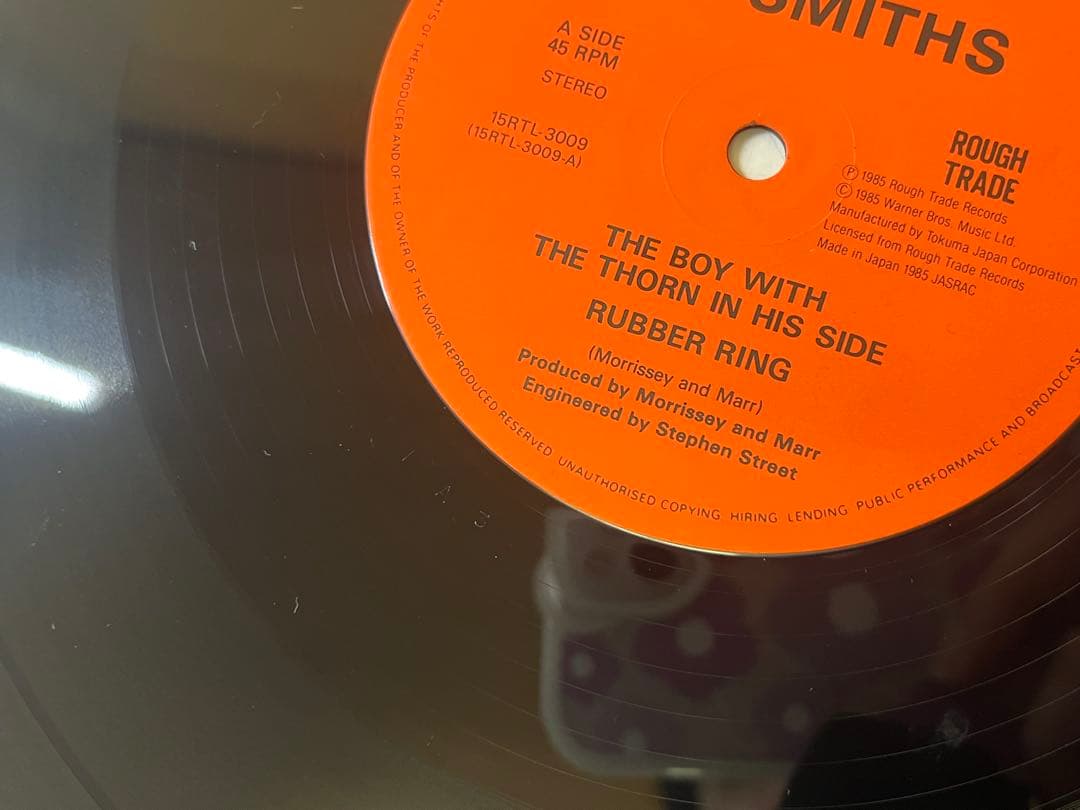 SMITHS
A SIDE
45 RPM
STEREO
15RTL-3009
(15RTL-3009-A)
ROUGH
TRADE
Ⓟ 1985 Rough Trade Records
© 1985 Warner Bros. Music Ltd.
Manufactured by Tokuma Japan Corporation
Licensed from Rough Trade Records
Made in Japan 1985 JASRAC
THE BOY WITH
THE THORN IN HIS SIDE
RUBBER RING
(Morrissey and Marr)
Produced by Morrissey and Marr
Engineered by Stephen Street
OF THE PRODUCER AND OF THE OWNER OF THE WORK REPRODUCED RESERVED UNAUTHORISED COPYING HIRING LENDING PUBLIC PERFORMANCE AND BROADCAST